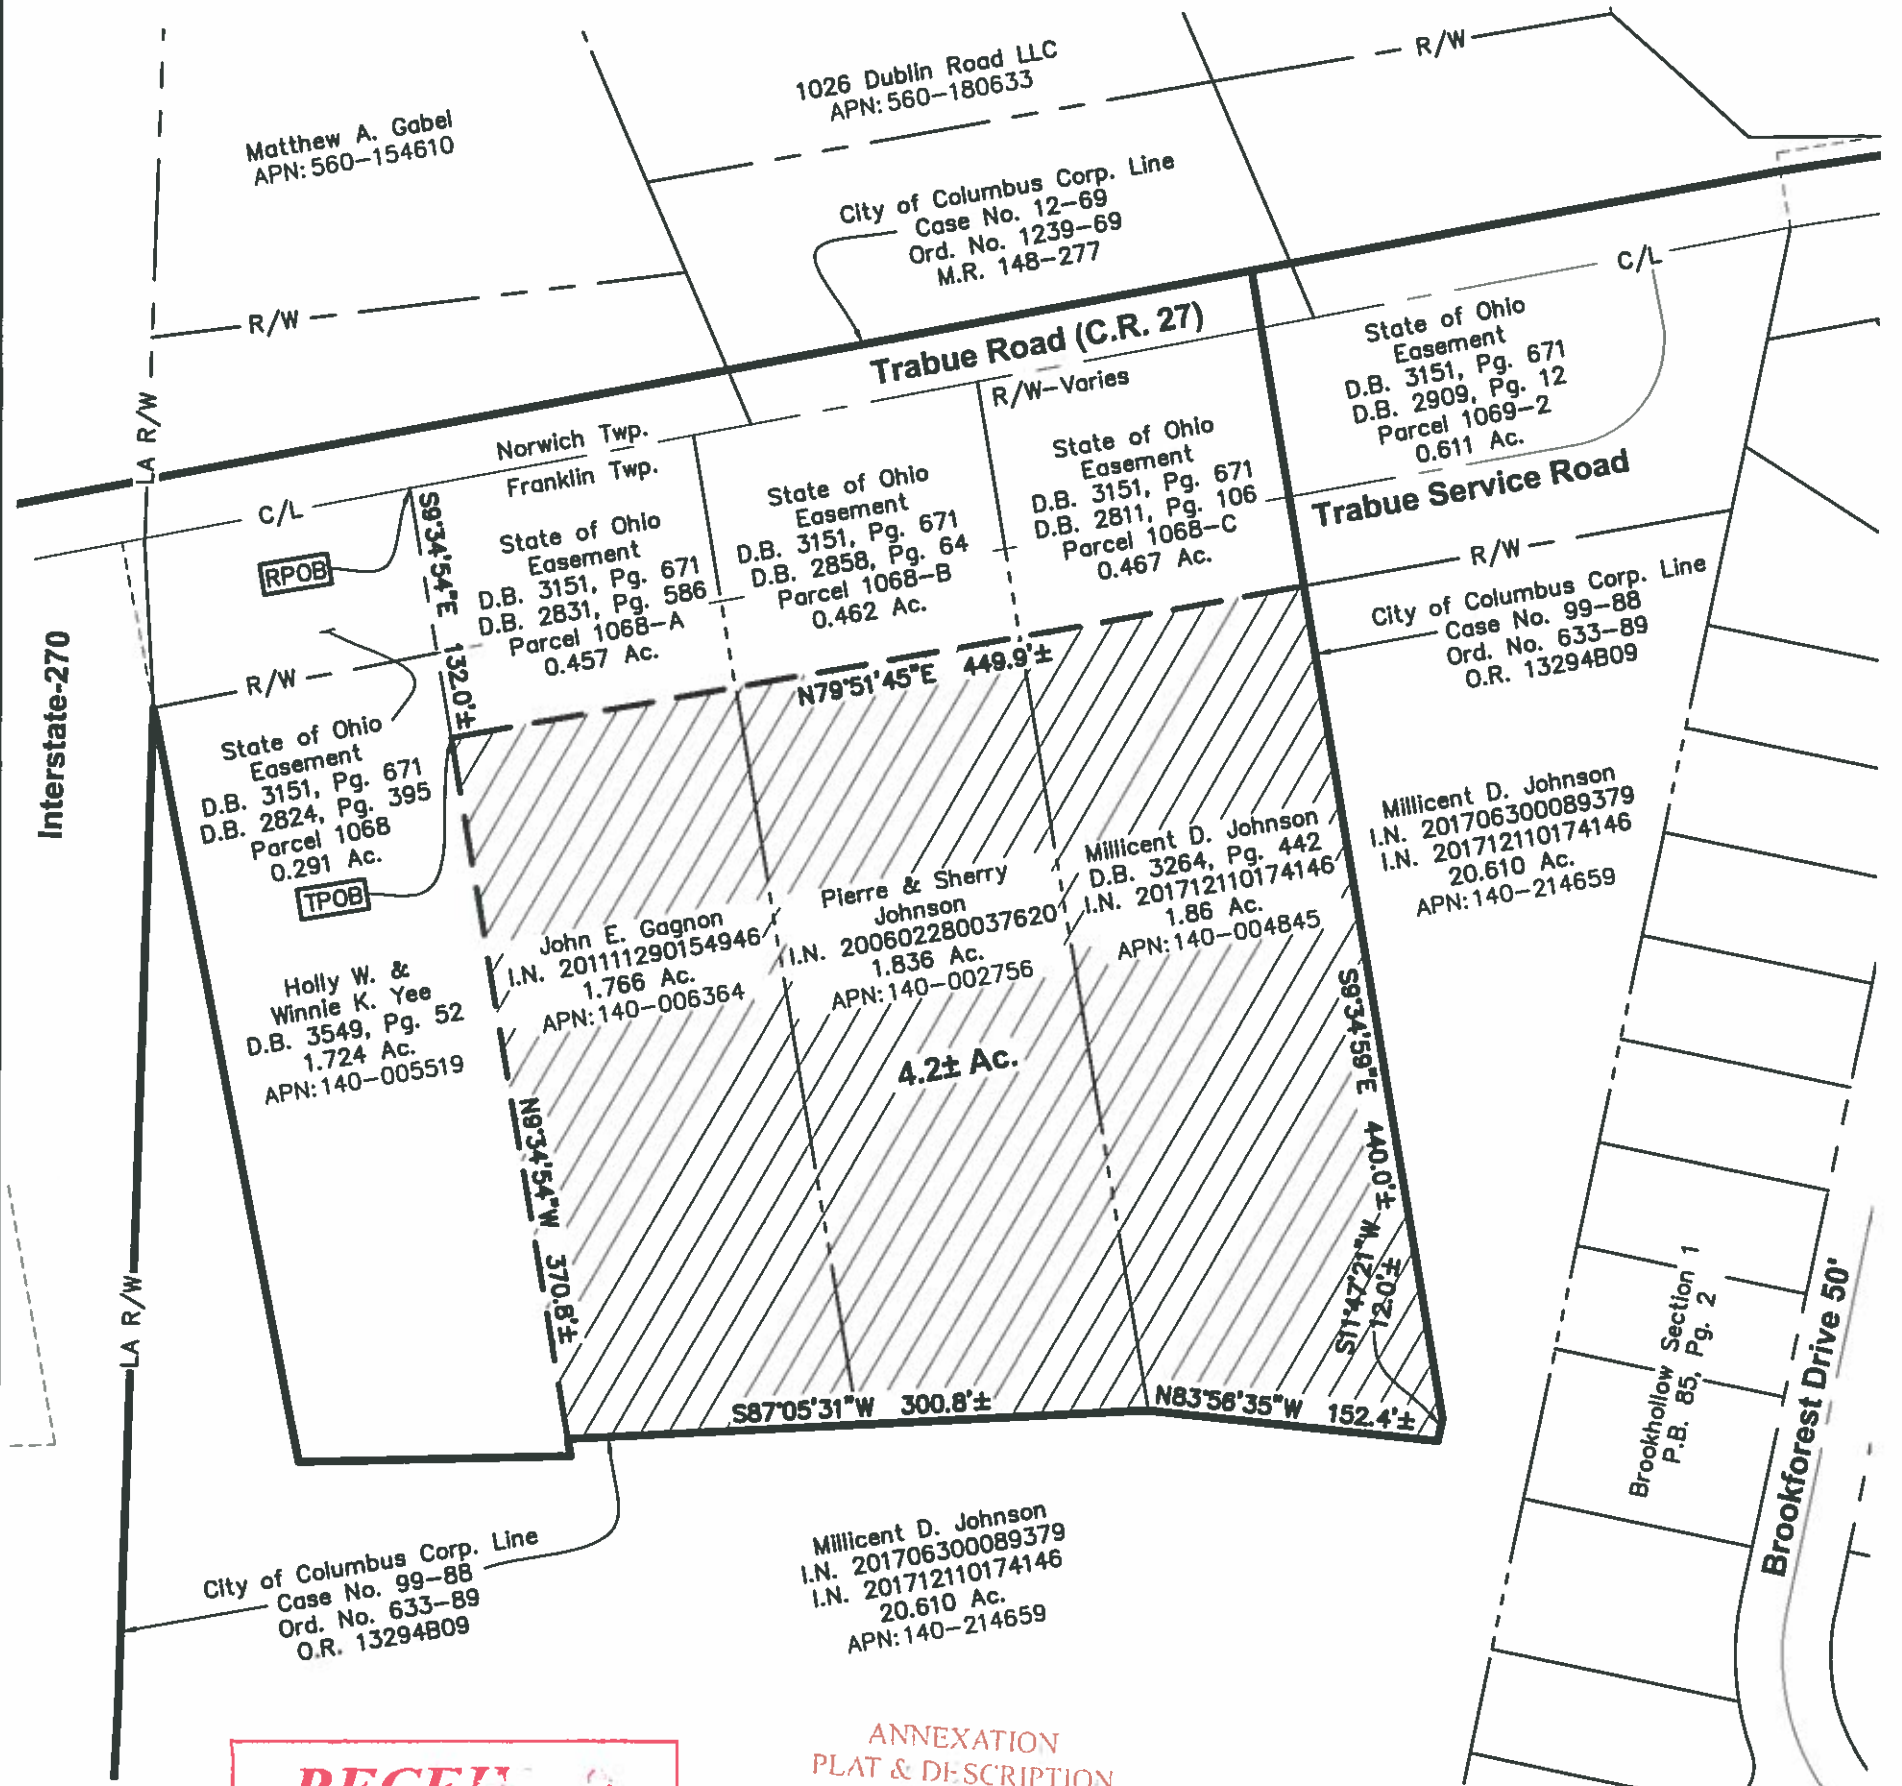 Matthew A. Gabel
APN: 560-154610
1026 Dublin Road LLC
APN: 560-180633
R/W
City of Columbus Corp. Line
Case No. 12-69
Ord. No. 1239-69
M.R. 148-277
R/W
LA R/W
Trabue Road (C.R. 27)
R/W-Varies
C/L
State of Ohio
Easement
D.B. 3151, Pg. 671
D.B. 2909, Pg. 12
Parcel 1069-2
0.611 Ac.
Trabue Service Road
Norwich Twp.
Franklin Twp.
C/L
RPOB
S9°34'54"E 132.0'±
State of Ohio
Easement
D.B. 3151, Pg. 671
D.B. 2831, Pg. 586
Parcel 1068-A
0.457 Ac.
State of Ohio
Easement
D.B. 3151, Pg. 671
D.B. 2858, Pg. 64
Parcel 1068-B
0.462 Ac.
State of Ohio
Easement
D.B. 3151, Pg. 671
D.B. 2811, Pg. 106
Parcel 1068-C
0.467 Ac.
R/W
City of Columbus Corp. Line
Case No. 99-88
Ord. No. 633-89
O.R. 13294B09
Interstate-270
R/W
State of Ohio
Easement
D.B. 3151, Pg. 671
D.B. 2824, Pg. 395
Parcel 1068
0.291 Ac.
TPOB
N79°51'45"E 449.9'±
Holly W. &
Winnie K. Yee
D.B. 3549, Pg. 52
1.724 Ac.
APN: 140-005519
John E. Gagnon
I.N. 201111290154946
1.766 Ac.
APN: 140-006364
Pierre & Sherry
Johnson
I.N. 200602280037620
1.836 Ac.
APN: 140-002756
Millicent D. Johnson
D.B. 3264, Pg. 442
I.N. 201712110174146
1.86 Ac.
APN: 140-004845
Millicent D. Johnson
I.N. 201706300089379
I.N. 201712110174146
20.610 Ac.
APN: 140-214659
4.2± Ac.
N9°34'54"W 370.8'±
S9°34'59"E 440.0'±
S11°47'21"W
12.0'±
S87°05'31"W 300.8'±
N83°56'35"W 152.4'±
LA R/W
Brookhollow Section 1
P.B. 85, Pg. 2
Brookforest Drive 50'
City of Columbus Corp. Line
Case No. 99-88
Ord. No. 633-89
O.R. 13294B09
Millicent D. Johnson
I.N. 201706300089379
I.N. 201712110174146
20.610 Ac.
APN: 140-214659
ANNEXATION
PLAT & DESCRIPTION